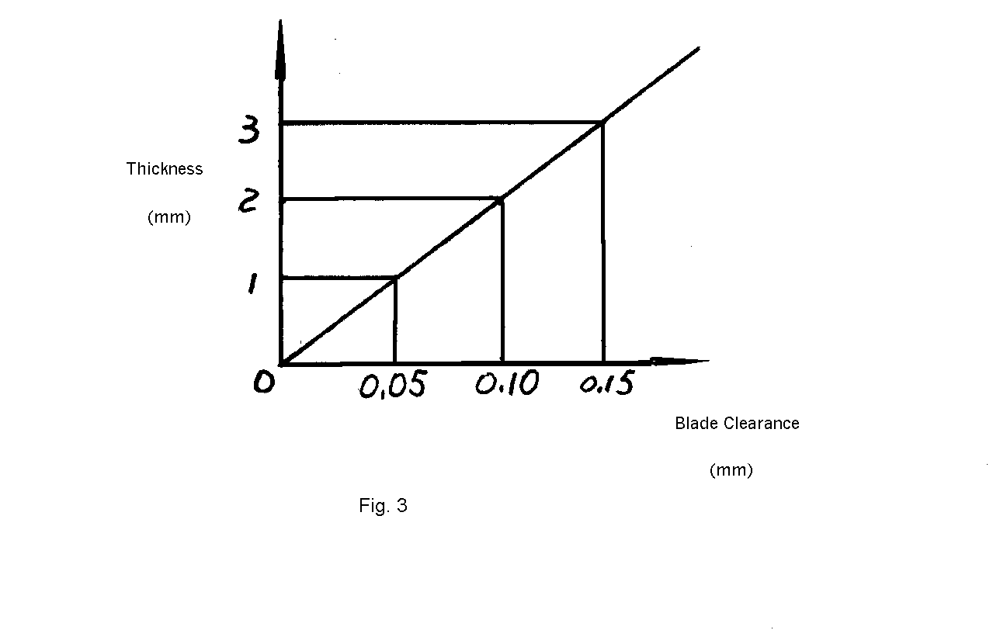 3
Thickness
2
(mm)
1
0 0,05 0.10 0.15
Blade Clearance
(mm)
Fig. 3